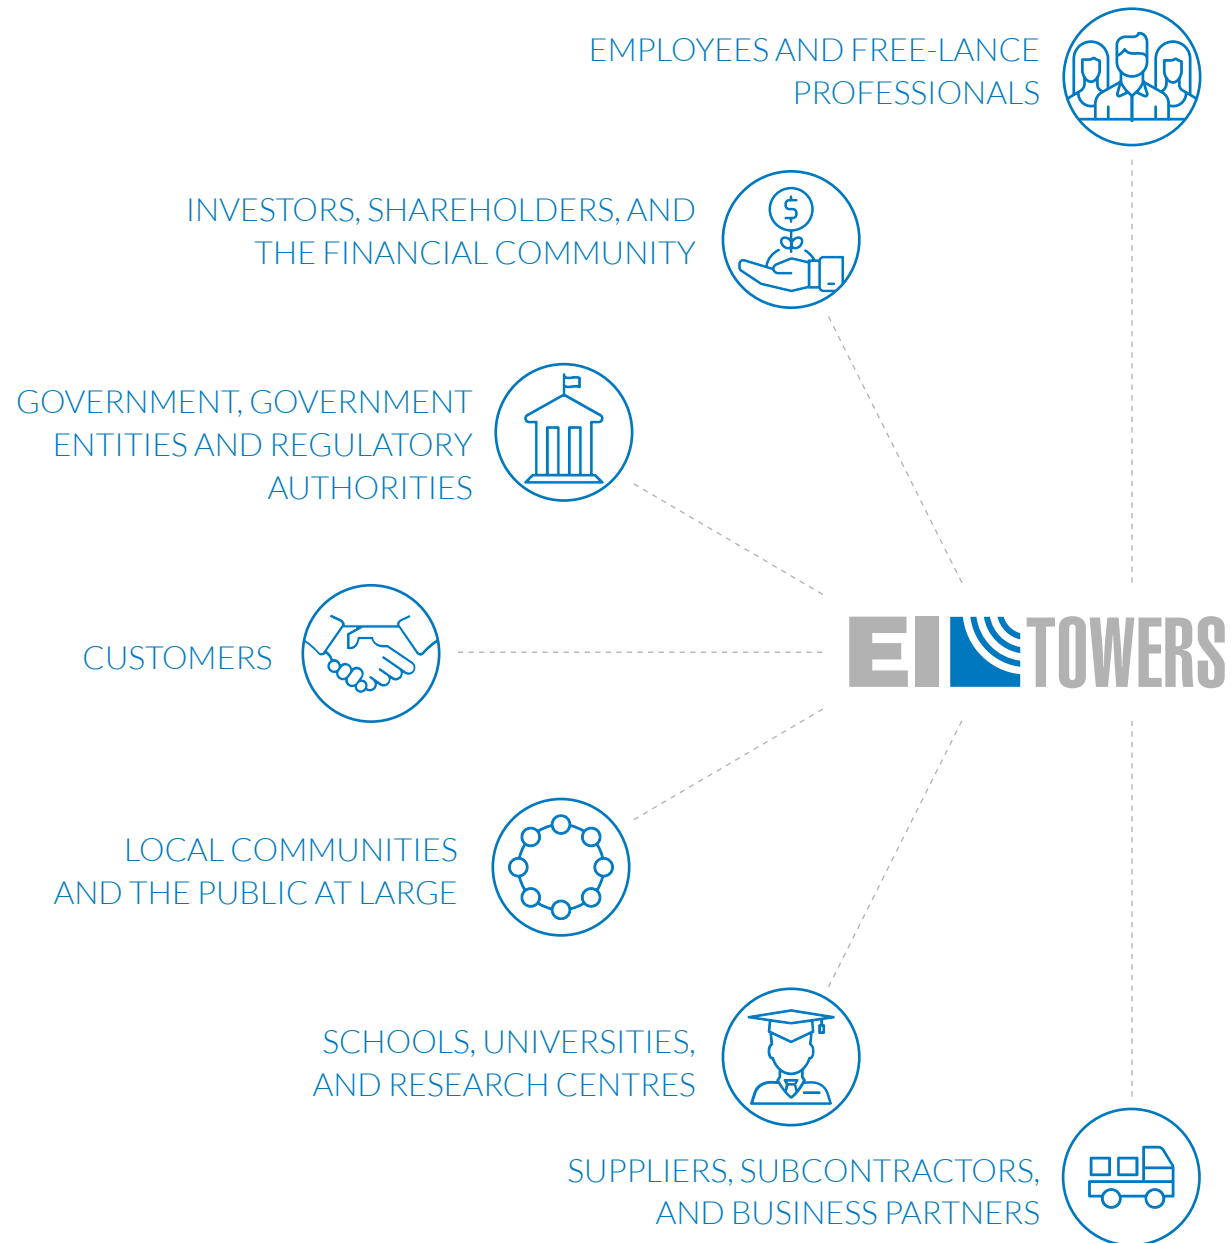 EMPLOYEES AND FREE-LANCE
PROFESSIONALS
INVESTORS, SHAREHOLDERS, AND
THE FINANCIAL COMMUNITY
$
GOVERNMENT, GOVERNMENT
ENTITIES AND REGULATORY
AUTHORITIES
CUSTOMERS
EI TOWERS
LOCAL COMMUNITIES
AND THE PUBLIC AT LARGE
SCHOOLS, UNIVERSITIES,
AND RESEARCH CENTRES
SUPPLIERS, SUBCONTRACTORS,
AND BUSINESS PARTNERS